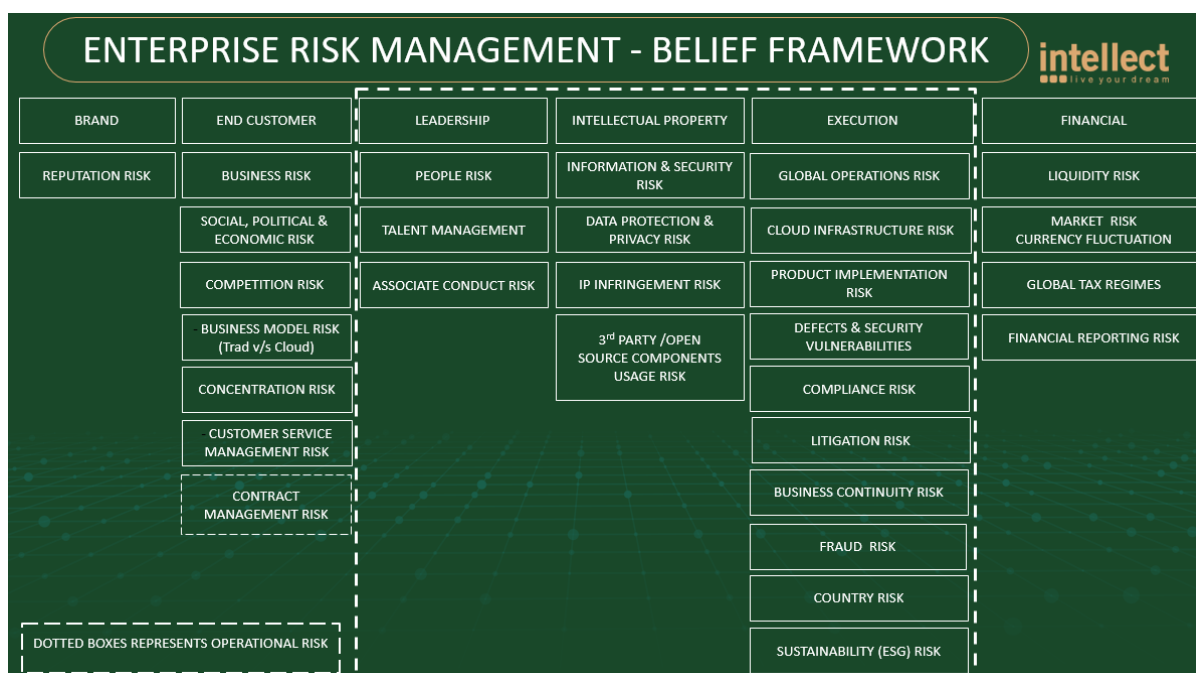 ENTERPRISE RISK MANAGEMENT - BELIEF FRAMEWORK
intellect
live your dream
BRAND
REPUTATION RISK
END CUSTOMER
BUSINESS RISK
SOCIAL, POLITICAL &
ECONOMIC RISK
COMPETITION RISK
- BUSINESS MODEL RISK
(Trad v/s Cloud)
CONCENTRATION RISK
- CUSTOMER SERVICE
MANAGEMENT RISK
CONTRACT
MANAGEMENT RISK
LEADERSHIP
PEOPLE RISK
TALENT MANAGEMENT
ASSOCIATE CONDUCT RISK
INTELLECTUAL PROPERTY
INFORMATION & SECURITY
RISK
DATA PROTECTION &
PRIVACY RISK
IP INFRINGEMENT RISK
3rd PARTY /OPEN
SOURCE COMPONENTS
USAGE RISK
EXECUTION
GLOBAL OPERATIONS RISK
CLOUD INFRASTRUCTURE RISK
PRODUCT IMPLEMENTATION
RISK
DEFECTS & SECURITY
VULNERABILITIES
COMPLIANCE RISK
LITIGATION RISK
BUSINESS CONTINUITY RISK
FRAUD RISK
COUNTRY RISK
SUSTAINABILITY (ESG) RISK
FINANCIAL
LIQUIDITY RISK
MARKET RISK
CURRENCY FLUCTUATION
GLOBAL TAX REGIMES
FINANCIAL REPORTING RISK
DOTTED BOXES REPRESENTS OPERATIONAL RISK